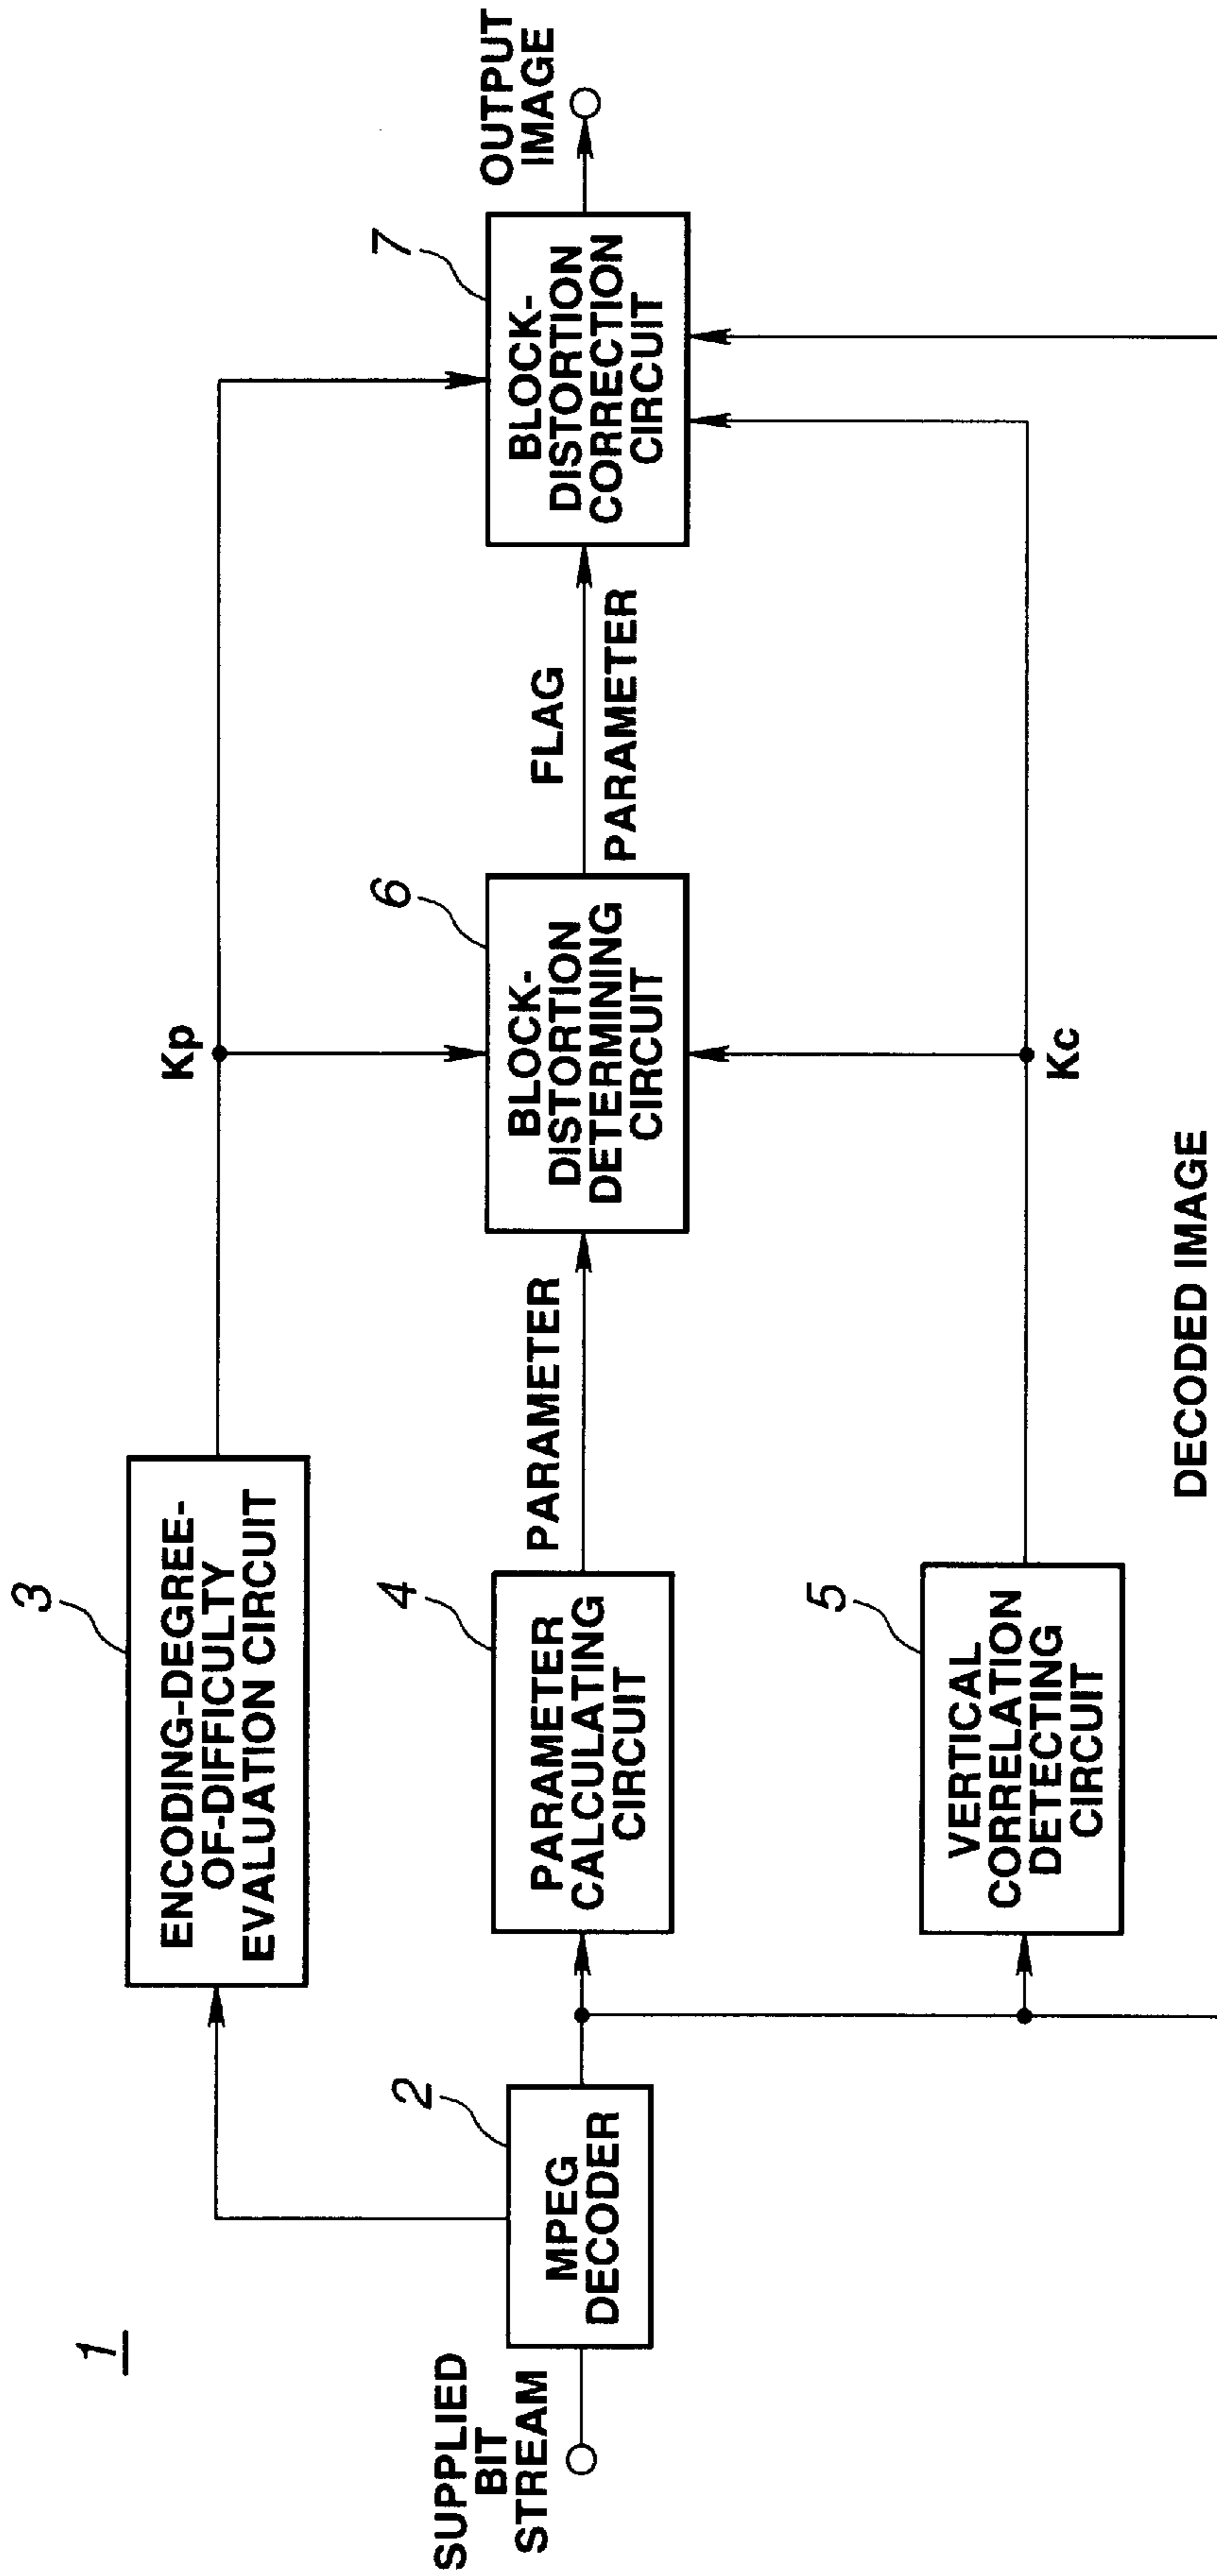 1
SUPPLIED
BIT
STREAM
2
MPEG
DECODER
3
ENCODING-DEGREE-
OF-DIFFICULTY
EVALUATION CIRCUIT
4
PARAMETER
CALCULATING
CIRCUIT
5
VERTICAL
CORRELATION
DETECTING
CIRCUIT
PARAMETER
Kp
6
BLOCK-
DISTORTION
DETERMINING
CIRCUIT
Kc
DECODED IMAGE
FLAG
PARAMETER
7
BLOCK-
DISTORTION
CORRECTION
CIRCUIT
OUTPUT
IMAGE